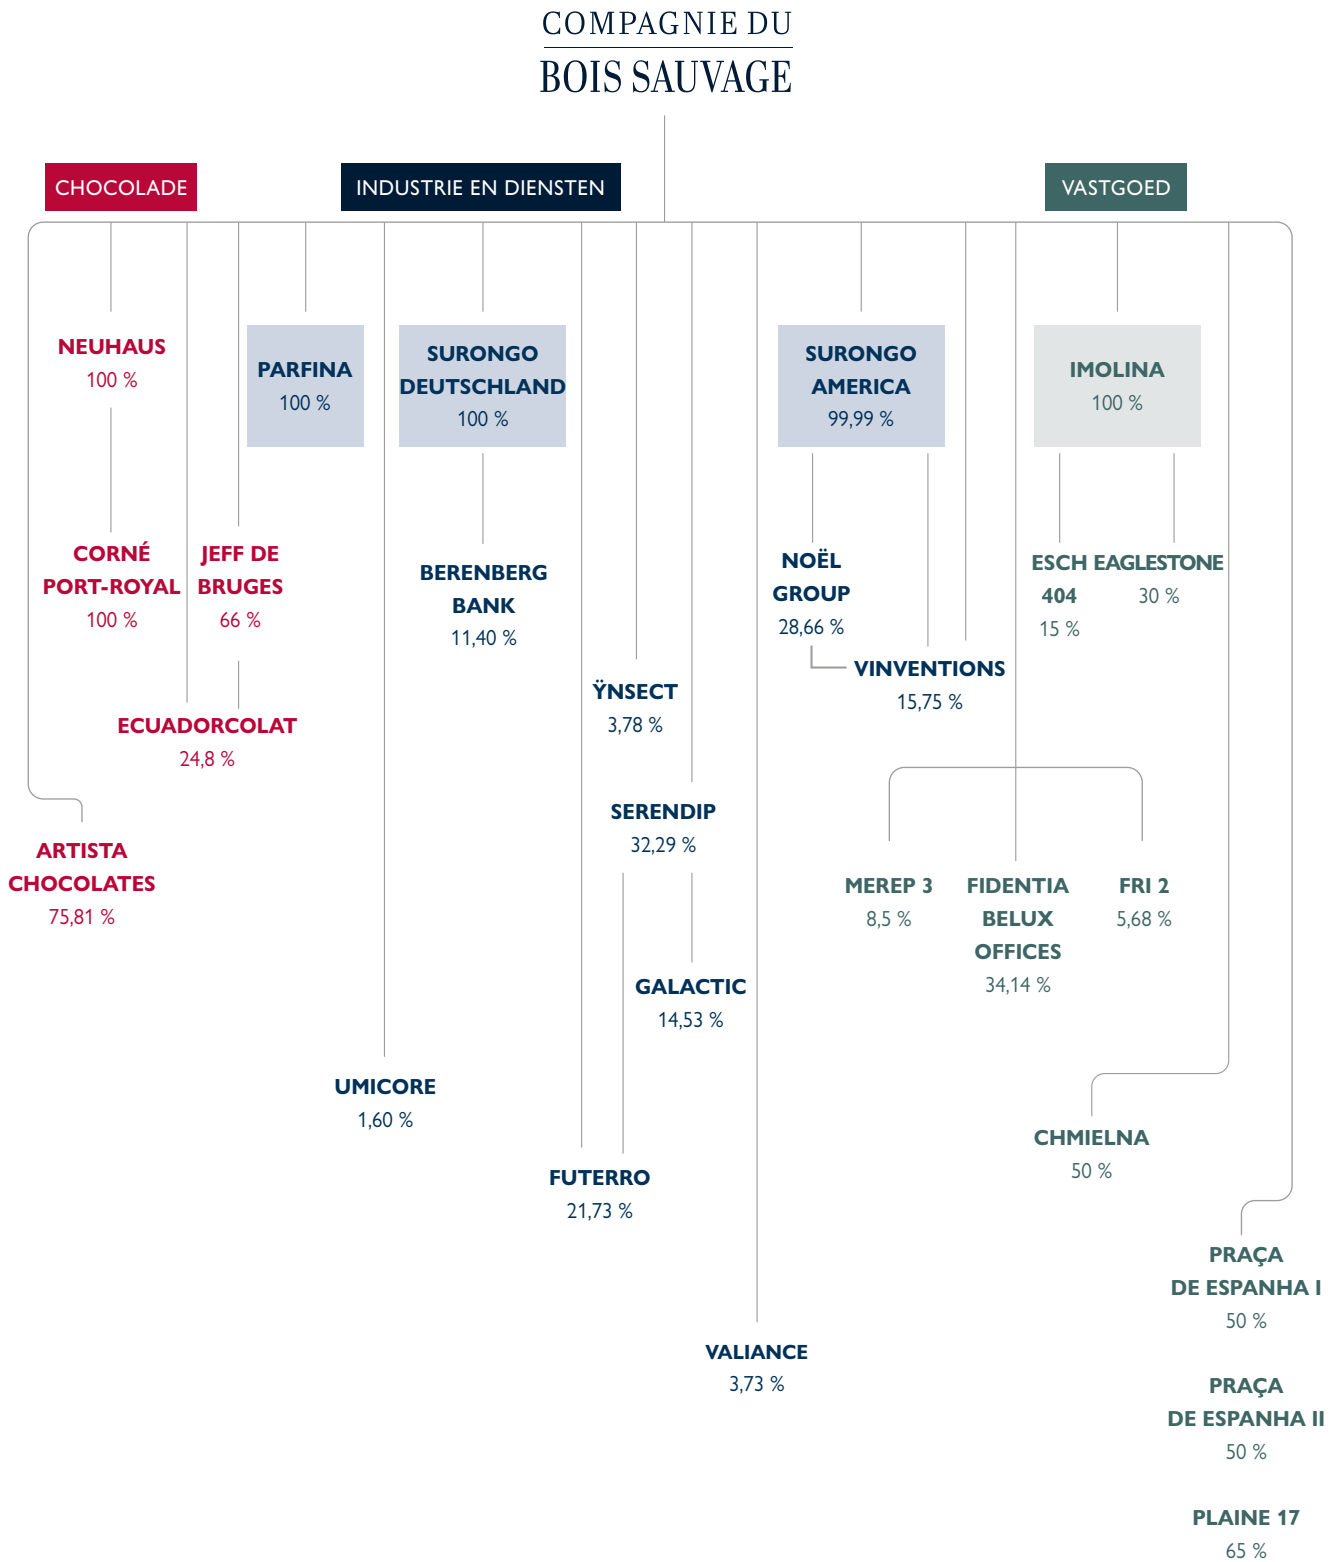 COMPAGNIE DU
BOIS SAUVAGE
CHOCOLADE
INDUSTRIE EN DIENSTEN
VASTGOED
NEUHAUS
100 %
PARFINA
100 %
SURONGO
DEUTSCHLAND
100 %
SURONGO
AMERICA
99,99 %
IMOLINA
100 %
CORNÉ
PORT-ROYAL
100 %
JEFF DE
BRUGES
66 %
BERENBERG
BANK
11,40 %
NOËL
GROUP
28,66 %
ESCH
404
15 %
EAGLESTONE
30 %
VINVENTIONS
15,75 %
ŸNSECT
3,78 %
ECUADORCOLAT
24,8 %
SERENDIP
32,29 %
ARTISTA
CHOCOLATES
75,81 %
MEREP 3
8,5 %
FIDENTIA
BELUX
OFFICES
34,14 %
FRI 2
5,68 %
GALACTIC
14,53 %
UMICORE
1,60 %
CHMIELNA
50 %
FUTERRO
21,73 %
PRAÇA
DE ESPANHA I
50 %
VALIANCE
3,73 %
PRAÇA
DE ESPANHA II
50 %
PLAINE 17
65 %